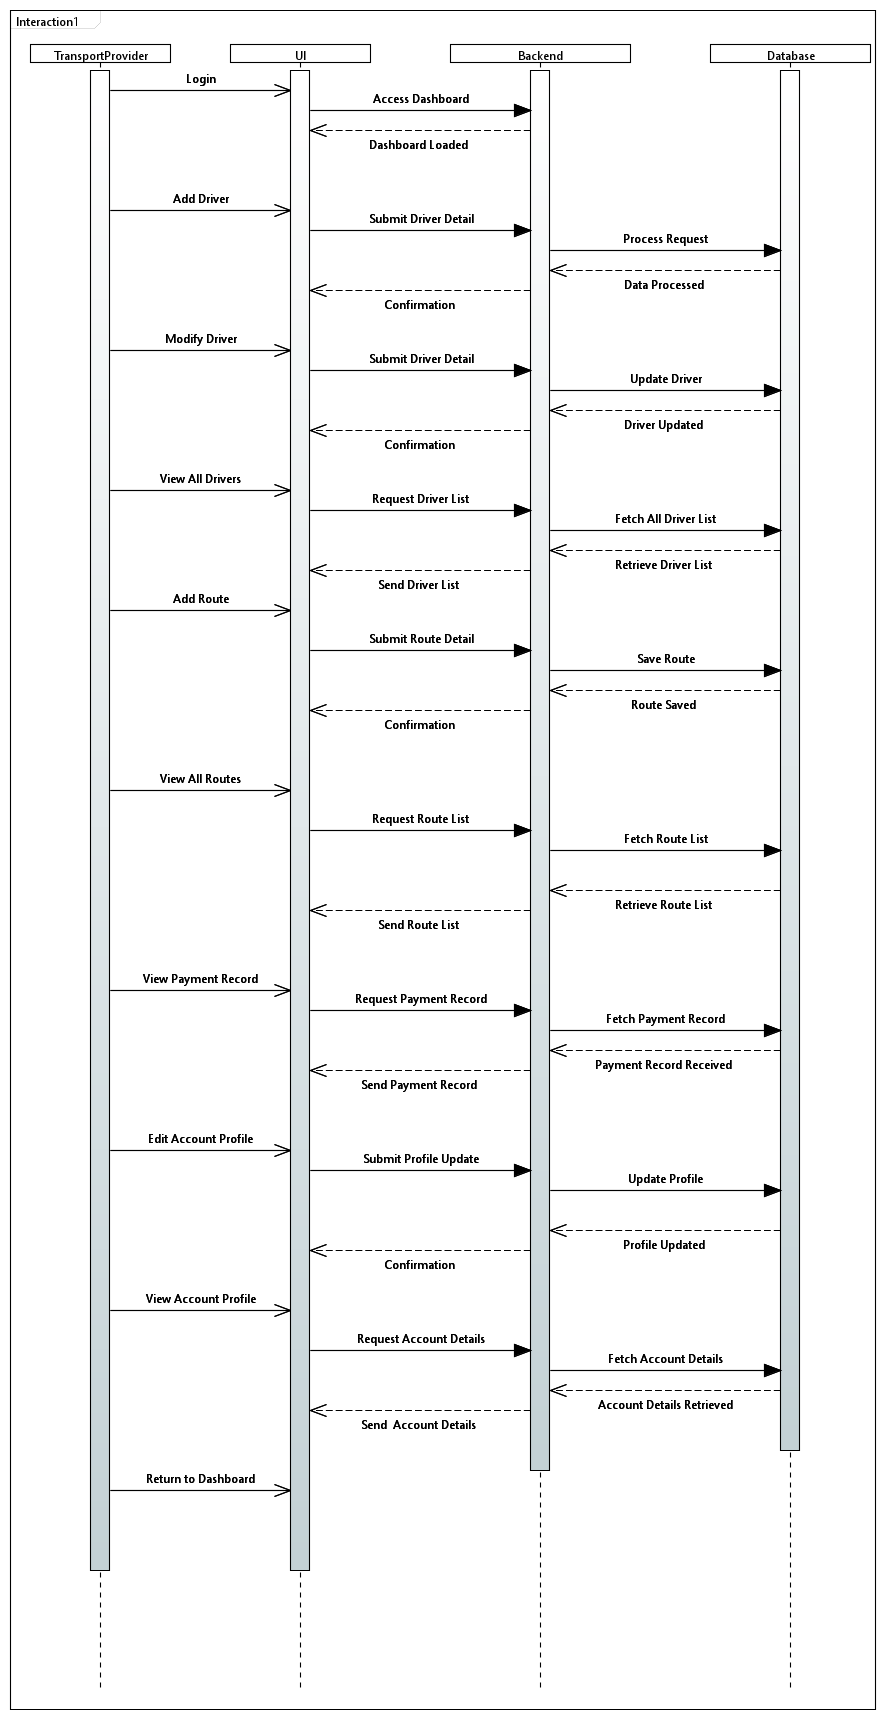 Interaction1
TransportProvider
UI
Backend
Database
Login
Access Dashboard
Dashboard Loaded
Add Driver
Submit Driver Detail
Process Request
Data Processed
Confirmation
Modify Driver
Submit Driver Detail
Update Driver
Driver Updated
Confirmation
View All Drivers
Request Driver List
Fetch All Driver List
Retrieve Driver List
Send Driver List
Add Route
Submit Route Detail
Save Route
Route Saved
Confirmation
View All Routes
Request Route List
Fetch Route List
Retrieve Route List
Send Route List
View Payment Record
Request Payment Record
Fetch Payment Record
Payment Record Received
Send Payment Record
Edit Account Profile
Submit Profile Update
Update Profile
Profile Updated
Confirmation
View Account Profile
Request Account Details
Fetch Account Details
Account Details Retrieved
Send  Account Details
Return to Dashboard